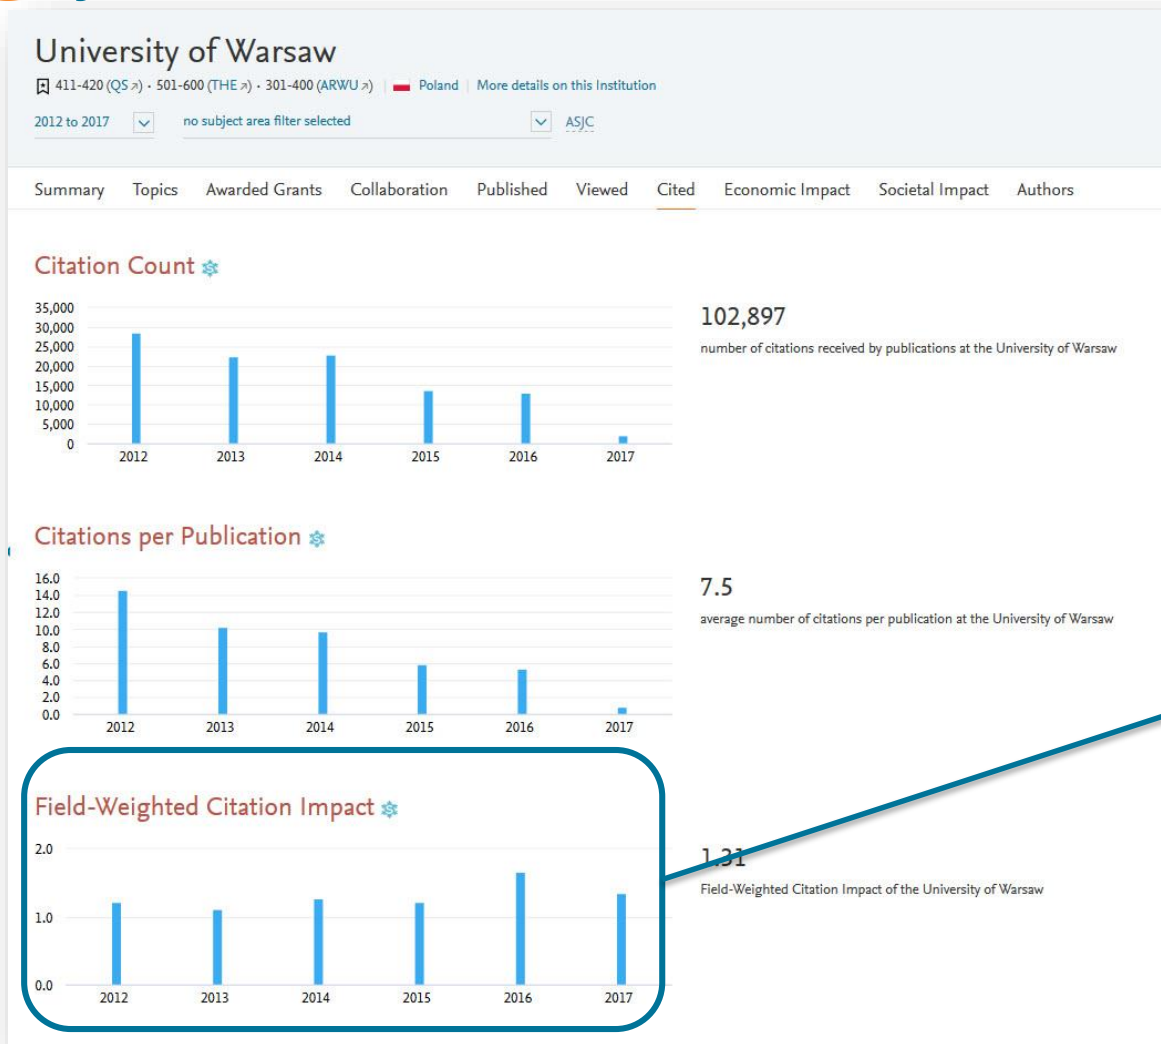 University of Warsaw
411-420 (QS ↗) · 501-600 (THE ↗) · 301-400 (ARWU ↗) | Poland | More details on this Institution
2012 to 2017 no subject area filter selected ASJC
Summary Topics Awarded Grants Collaboration Published Viewed Cited Economic Impact Societal Impact Authors
Citation Count
35,000
30,000
25,000
20,000
15,000
10,000
5,000
0
2012 2013 2014 2015 2016 2017
102,897
number of citations received by publications at the University of Warsaw
Citations per Publication
16.0
14.0
12.0
10.0
8.0
6.0
4.0
2.0
0.0
2012 2013 2014 2015 2016 2017
7.5
average number of citations per publication at the University of Warsaw
Field-Weighted Citation Impact
2.0
1.0
0.0
2012 2013 2014 2015 2016 2017
1.31
Field-Weighted Citation Impact of the University of Warsaw